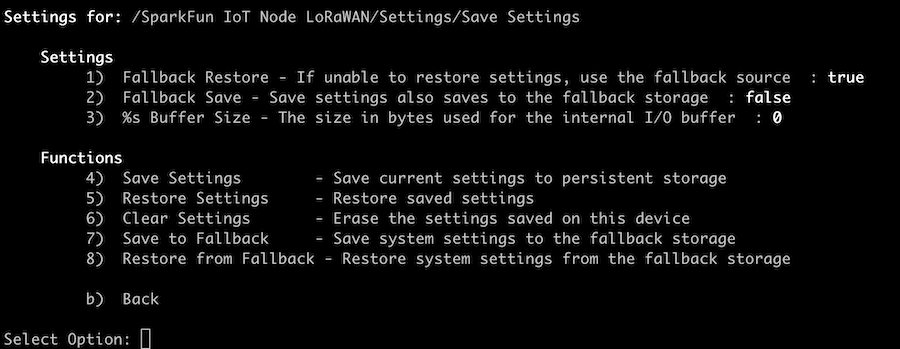 Settings for: /SparkFun IoT Node LoRaWAN/Settings/Save Settings
Settings
1) Fallback Restore - If unable to restore settings, use the fallback source : true
2) Fallback Save - Save settings also saves to the fallback storage : false
3) %s Buffer Size - The size in bytes used for the internal I/O buffer : 0
Functions
4) Save Settings - Save current settings to persistent storage
5) Restore Settings - Restore saved settings
6) Clear Settings - Erase the settings saved on this device
7) Save to Fallback - Save system settings to the fallback storage
8) Restore from Fallback - Restore system settings from the fallback storage
b) Back
Select Option: